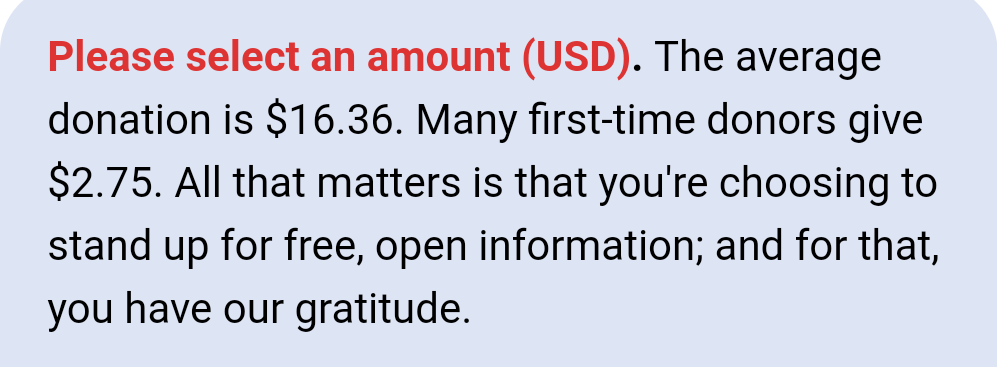 Please select an amount (USD). The average
donation is $16.36. Many first-time donors give
$2.75. All that matters is that you're choosing to
stand up for free, open information; and for that,
you have our gratitude.